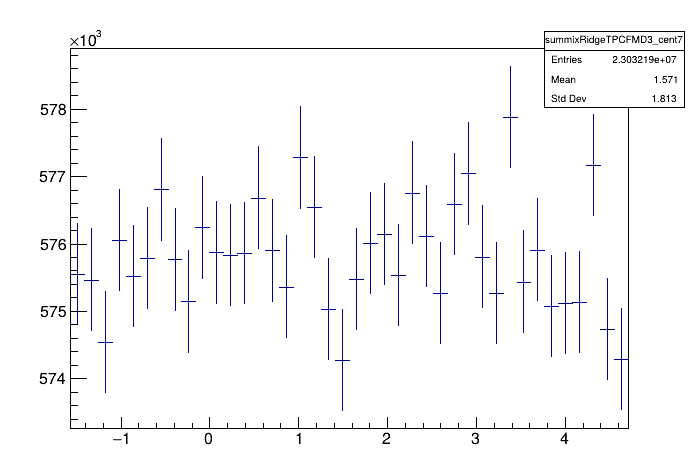 ×10³
summixRidgeTPCFMD3_cent7
Entries 2.303219e+07
Mean 1.571
Std Dev 1.813
578
577
576
575
574
−1 0 1 2 3 4